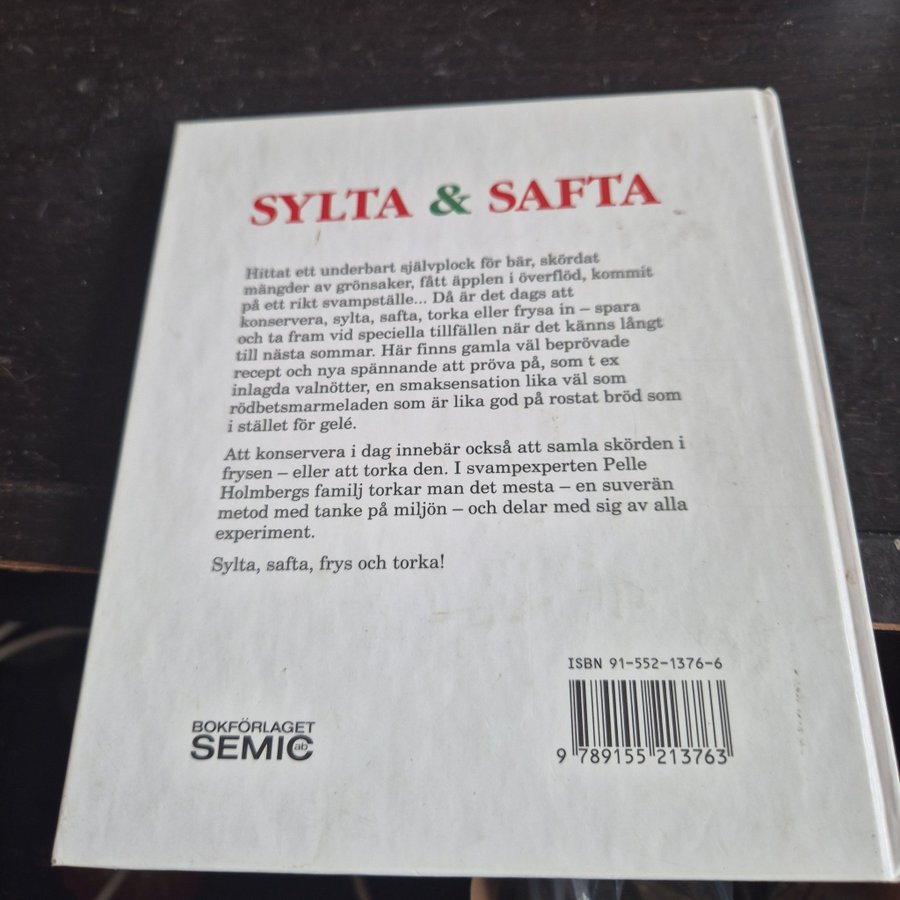 SYLTA & SAFTA
Hittat ett underbart självplock för bär, skördat
mängder av grönsaker, fått äpplen i överflöd, kommit
på ett rikt svampställe... Då är det dags att
konservera, sylta, safta, torka eller frysa in – spara
och ta fram vid speciella tillfällen när det känns långt
till nästa sommar. Här finns gamla väl beprövade
recept och nya spännande att pröva på, som t ex
inlagda valnötter, en smaksensation lika väl som
rödbetsmarmeladen som är lika god på rostat bröd som
i stället för gelé.
Att konservera i dag innebär också att samla skörden i
frysen – eller att torka den. I svampexperten Pelle
Holmbergs familj torkar man det mesta – en suverän
metod med tanke på miljön – och delar med sig av alla
experiment.
Sylta, safta, frys och torka!
ISBN 91-552-1376-6
BOKFÖRLAGET
SEMIC ab
9 789155 213763